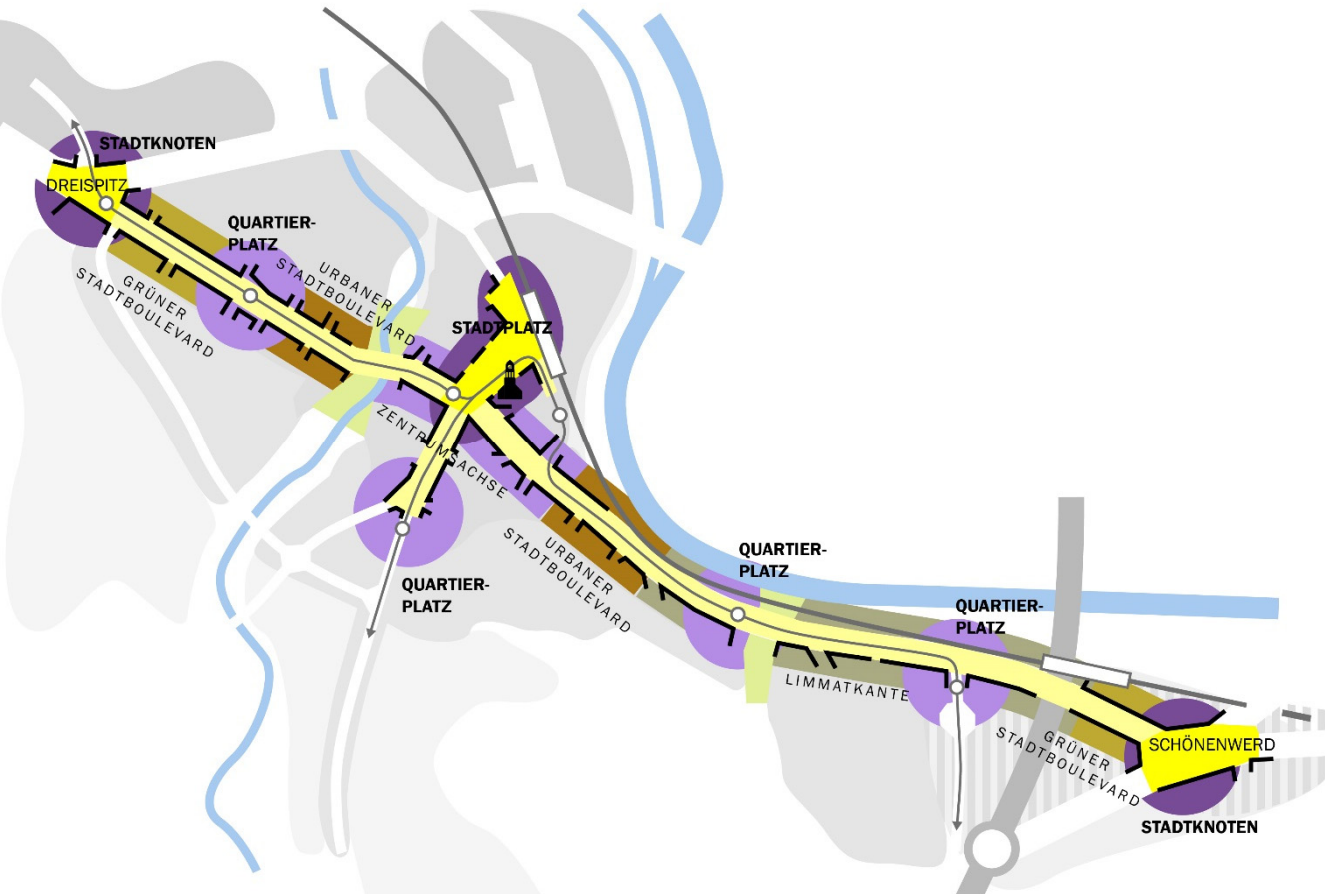 STADTKNOTEN
DREISPITZ
QUARTIER-
PLATZ
URBANER
STADTBOULEVARD
GRÜNER
STADTBOULEVARD
STADTPLATZ
ZENTRUMSACHSE
QUARTIER-
PLATZ
URBANER
STADTBOULEVARD
QUARTIER-
PLATZ
QUARTIER-
PLATZ
LIMMATKANTE
GRÜNER
STADTBOULEVARD
SCHÖNENWERD
STADTKNOTEN